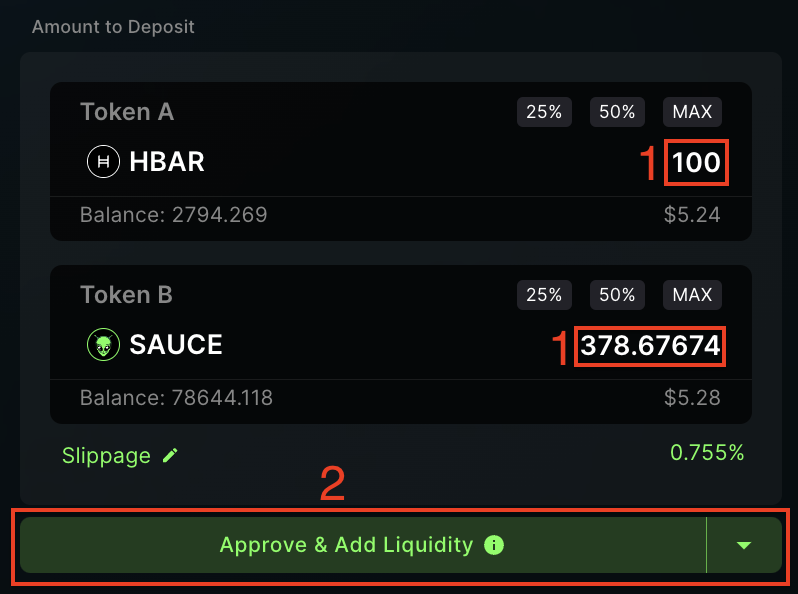 Amount to Deposit
Token A 25% 50% MAX
HBAR 1 100
Balance: 2794.269 $5.24
Token B 25% 50% MAX
SAUCE 1 378.67674
Balance: 78644.118 $5.28
Slippage 0.755%
2
Approve & Add Liquidity